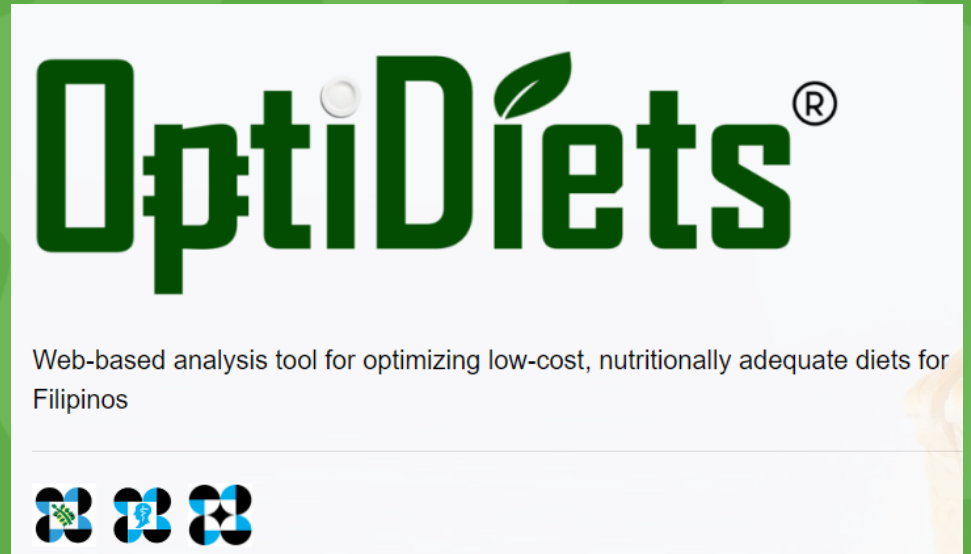 OptiDiets®
Web-based analysis tool for optimizing low-cost, nutritionally adequate diets for
Filipinos